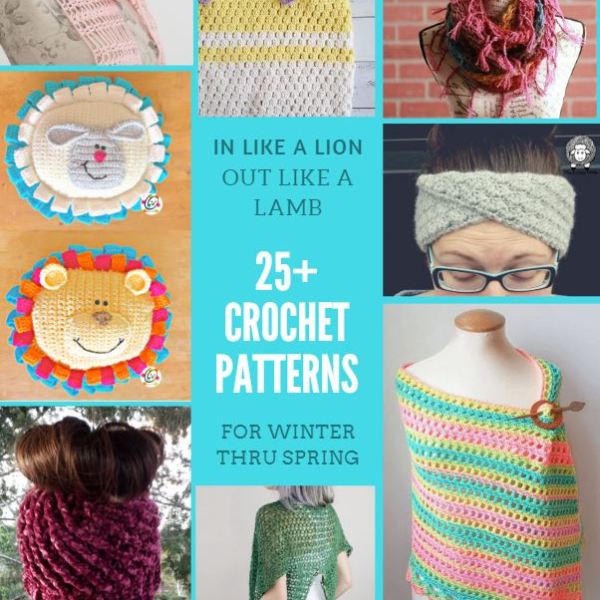 IN LIKE A LION
OUT LIKE A
LAMB
25+
CROCHET
PATTERNS
FOR WINTER
THRU SPRING